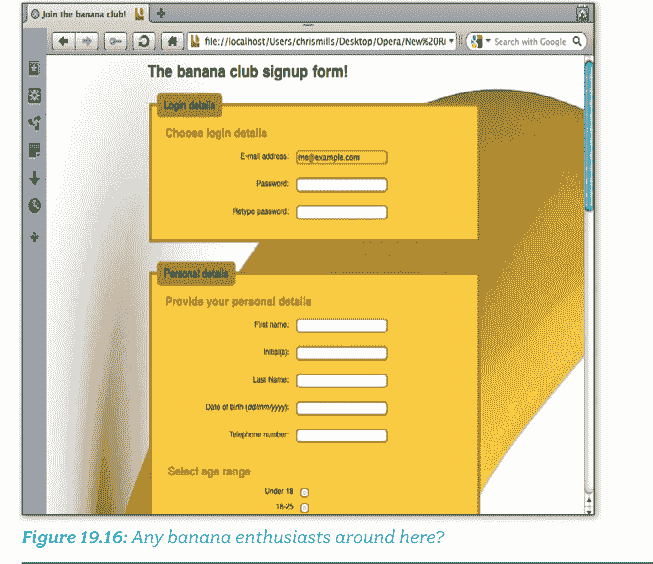 Join the banana club!
file://localhost/Users/chrismills/Desktop/Opera/New%20Ri
Search with Google
The banana club signup form!
Login details
Choose login details
E-mail address: me@example.com
Password:
Retype password:
Personal details
Provide your personal details
First name:
Initial(s):
Last Name:
Date of birth (dd/mm/yyyy):
Telephone number:
Select age range
Under 18
18-25
Figure 19.16: Any banana enthusiasts around here?